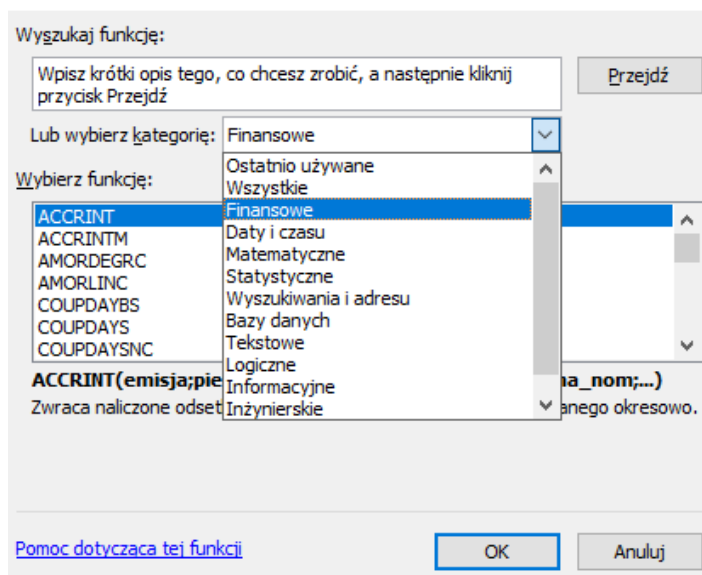 Wyszukaj funkcję:
Wpisz krótki opis tego, co chcesz zrobić, a następnie kliknij
przycisk Przejdź
Przejdź
Lub wybierz kategorię: Finansowe
Ostatnio używane
Wszystkie
Finansowe
Daty i czasu
Matematyczne
Statystyczne
Wyszukiwania i adresu
Bazy danych
Tekstowe
Logiczne
Informacyjne
Inżynierskie
Wybierz funkcję:
ACCRINT
ACCRINTM
AMORDEGRC
AMORLINC
COUPDAYBS
COUPDAYS
COUPDAYSNC
ACCRINT(emisja;pie na_nom;...)
Zwraca naliczone odset anego okresowo.
Pomoc dotycząca tej funkcji
OK
Anuluj